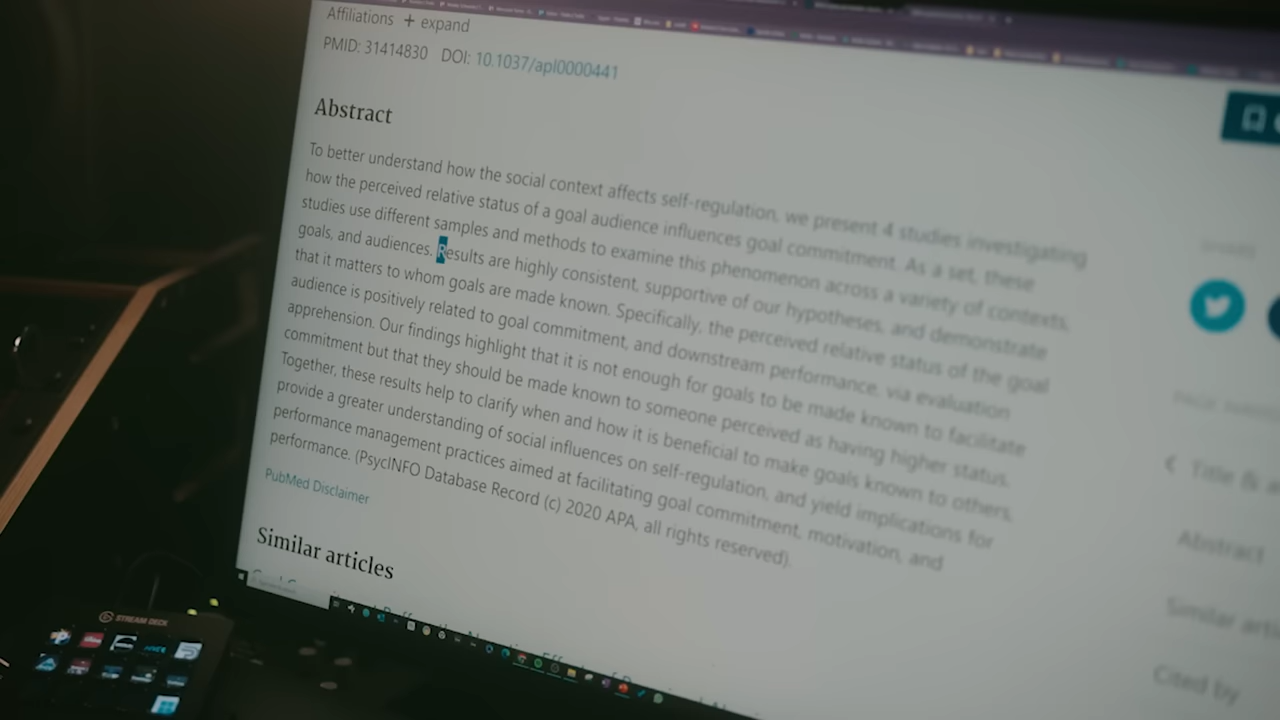 Affiliations + expand
PMID: 31414830 DOI: 10.1037/apl0000441
Abstract
To better understand how the social context affects self-regulation, we present 4 studies investigating
how the perceived relative status of a goal audience influences goal commitment. As a set, these
studies use different samples and methods to examine this phenomenon across a variety of contexts,
goals, and audiences. Results are highly consistent, supportive of our hypotheses, and demonstrate
that it matters to whom goals are made known. Specifically, the perceived relative status of the goal
audience is positively related to goal commitment, and downstream performance, via evaluation
apprehension. Our findings highlight that it is not enough for goals to be made known to facilitate
commitment but that they should be made known to someone perceived as having higher status.
Together, these results help to clarify when and how it is beneficial to make goals known to others,
provide a greater understanding of social influences on self-regulation, and yield implications for
performance management practices aimed at facilitating goal commitment, motivation, and
performance. (PsycINFO Database Record (c) 2020 APA, all rights reserved).
PubMed Disclaimer
Similar articles
SHARE
Title & a
Abstract
Similar arti
Cited by
STREAM DECK